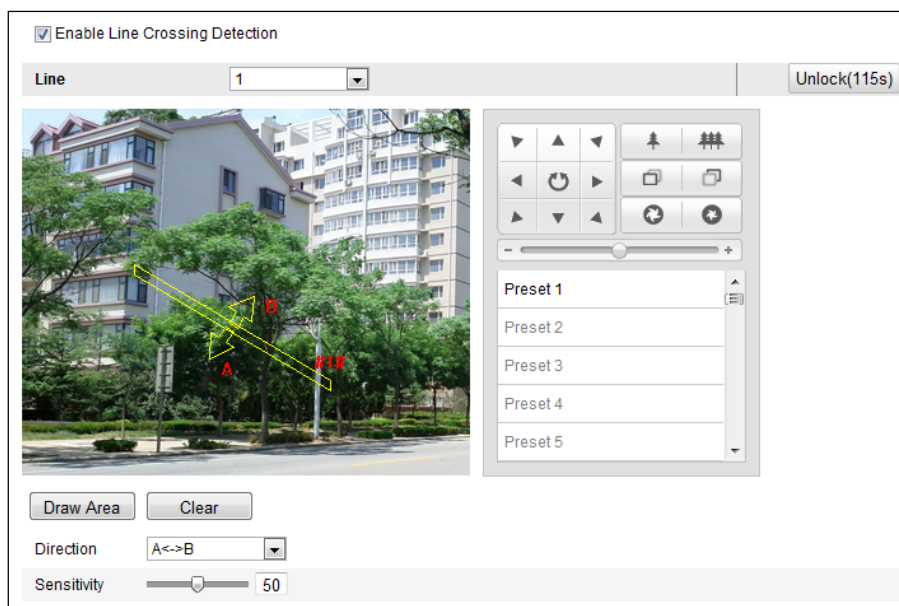 Enable Line Crossing Detection
Line 1 Unlock(115s)
B
A
#1#
- +
Preset 1
Preset 2
Preset 3
Preset 4
Preset 5
Draw Area Clear
Direction A<->B
Sensitivity 50